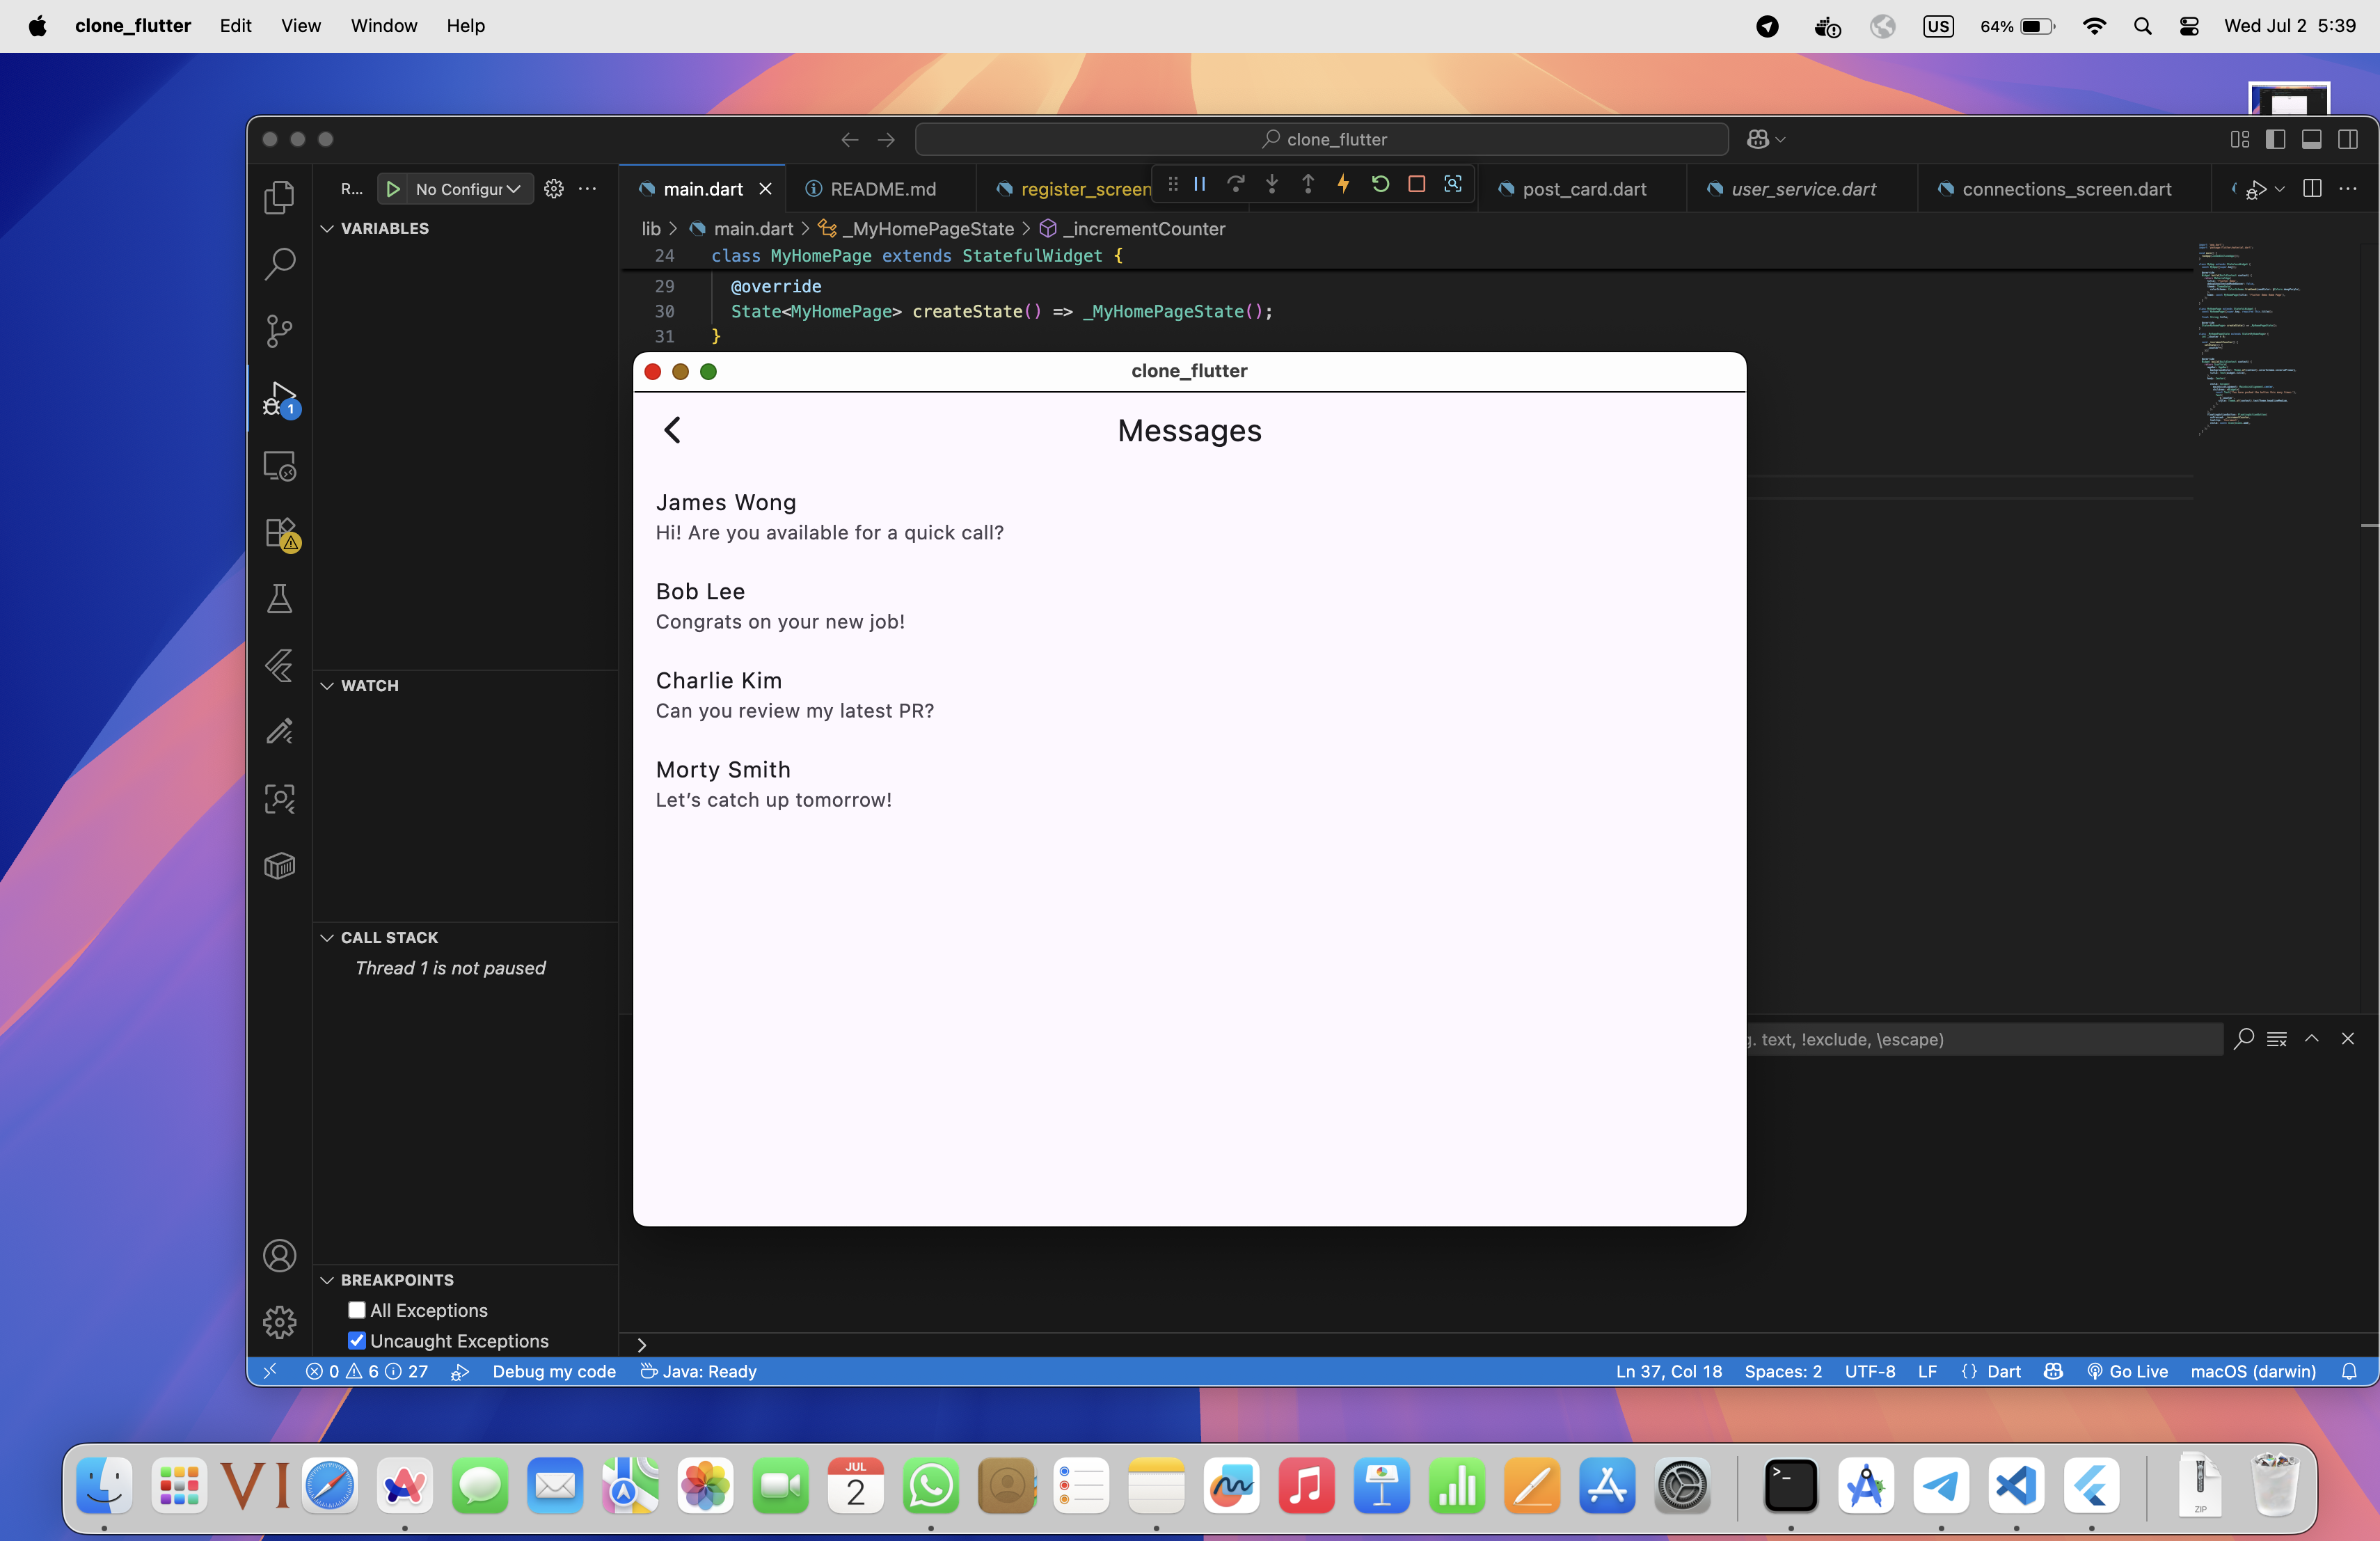 clone_flutter Edit View Window Help
US 64% Wed Jul 2 5:39
clone_flutter
R... No Configur
main.dart README.md register_screen post_card.dart user_service.dart connections_screen.dart
VARIABLES
lib > main.dart > _MyHomePageState > _incrementCounter
24 class MyHomePage extends StatefulWidget {
29 @override
30 State<MyHomePage> createState() => _MyHomePageState();
31 }
clone_flutter
Messages
James Wong
Hi! Are you available for a quick call?
Bob Lee
Congrats on your new job!
Charlie Kim
Can you review my latest PR?
Morty Smith
Let’s catch up tomorrow!
1
WATCH
CALL STACK
Thread 1 is not paused
. text, !exclude, \escape)
BREAKPOINTS
All Exceptions
Uncaught Exceptions
0 6 27 Debug my code Java: Ready
Ln 37, Col 18 Spaces: 2 UTF-8 LF {} Dart Go Live macOS (darwin)
VI
JUL
2
ZIP